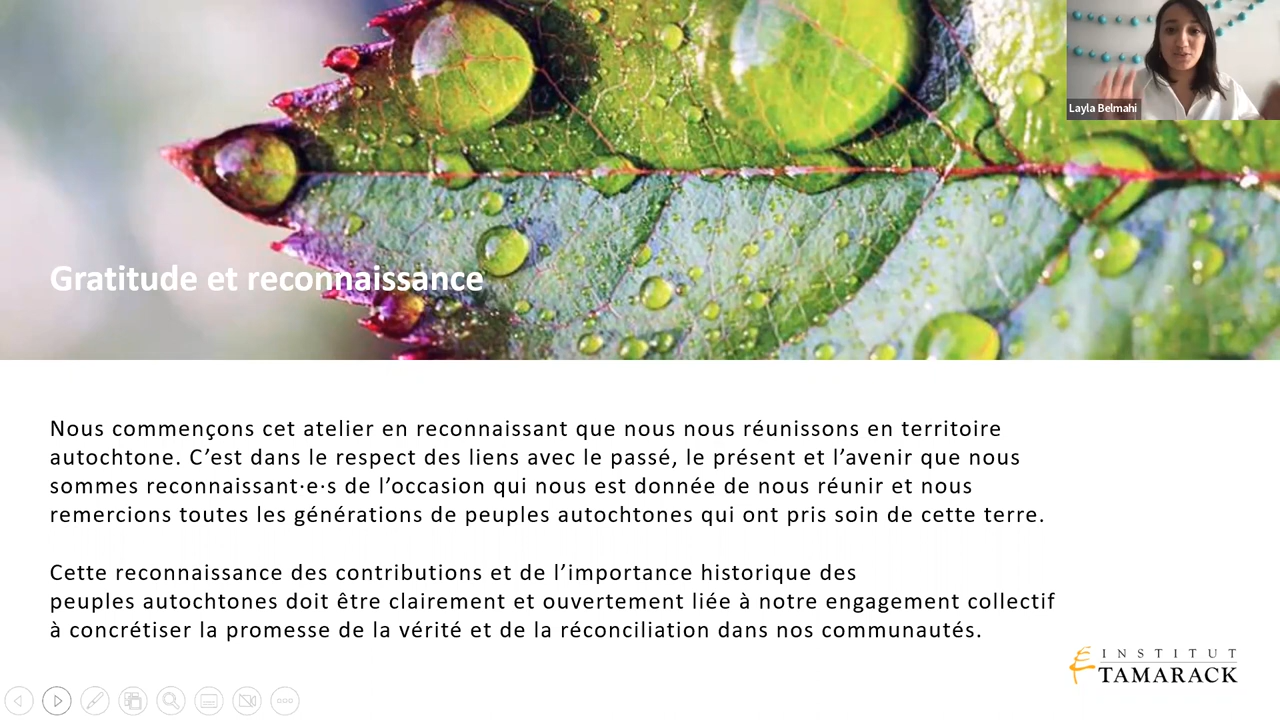 Layla Belmahi
Gratitude et reconnaissance
Nous commençons cet atelier en reconnaissant que nous nous réunissons en territoire
autochtone. C’est dans le respect des liens avec le passé, le présent et l’avenir que nous
sommes reconnaissant·e·s de l’occasion qui nous est donnée de nous réunir et nous
remercions toutes les générations de peuples autochtones qui ont pris soin de cette terre.
Cette reconnaissance des contributions et de l’importance historique des
peuples autochtones doit être clairement et ouvertement liée à notre engagement collectif
à concrétiser la promesse de la vérité et de la réconciliation dans nos communautés.
INSTITUT
TAMARACK